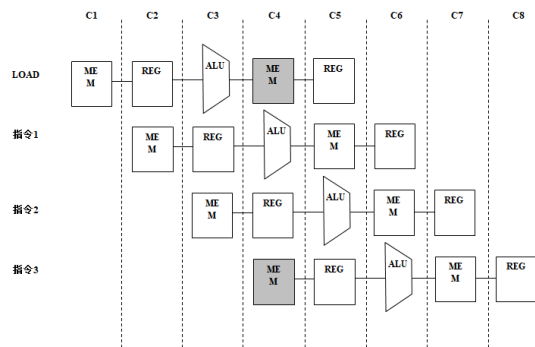 C1 C2 C3 C4 C5 C6 C7 C8
LOAD
ME
M
REG
ALU
ME
M
REG
指令1
ME
M
REG
ALU
ME
M
REG
指令2
ME
M
REG
ALU
ME
M
REG
指令3
ME
M
REG
ALU
ME
M
REG